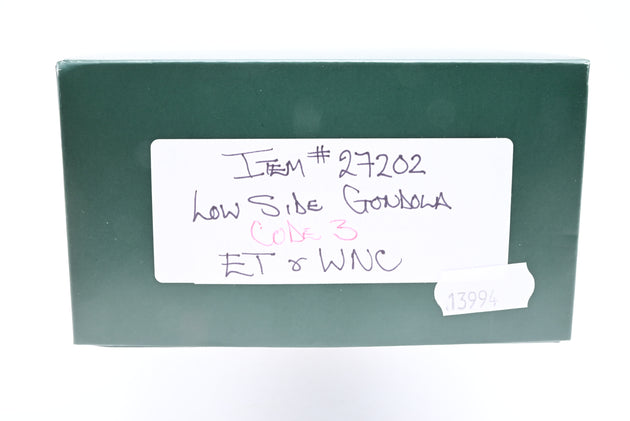 ITEM # 27202
LOW SIDE GONDOLA
CODE 3
ET & WNC
13994